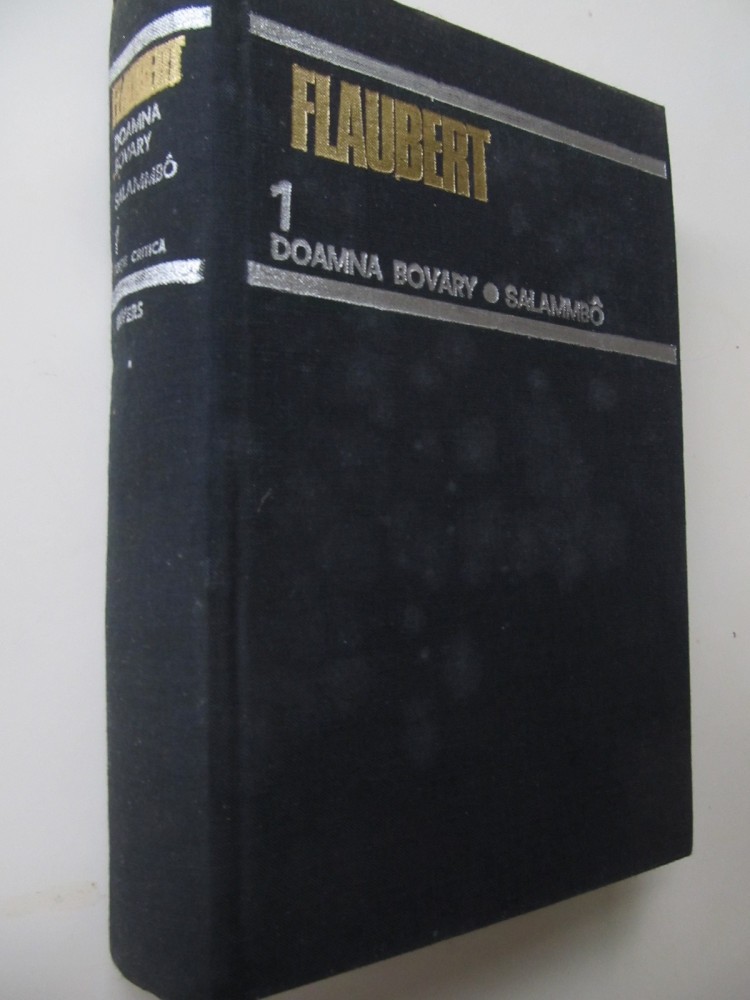 FLAUBERT
DOAMNA
BOVARY
SALAMMBÔ
1
CRITICA
FLAUBERT
1
DOAMNA BOVARY • SALAMMBÔ